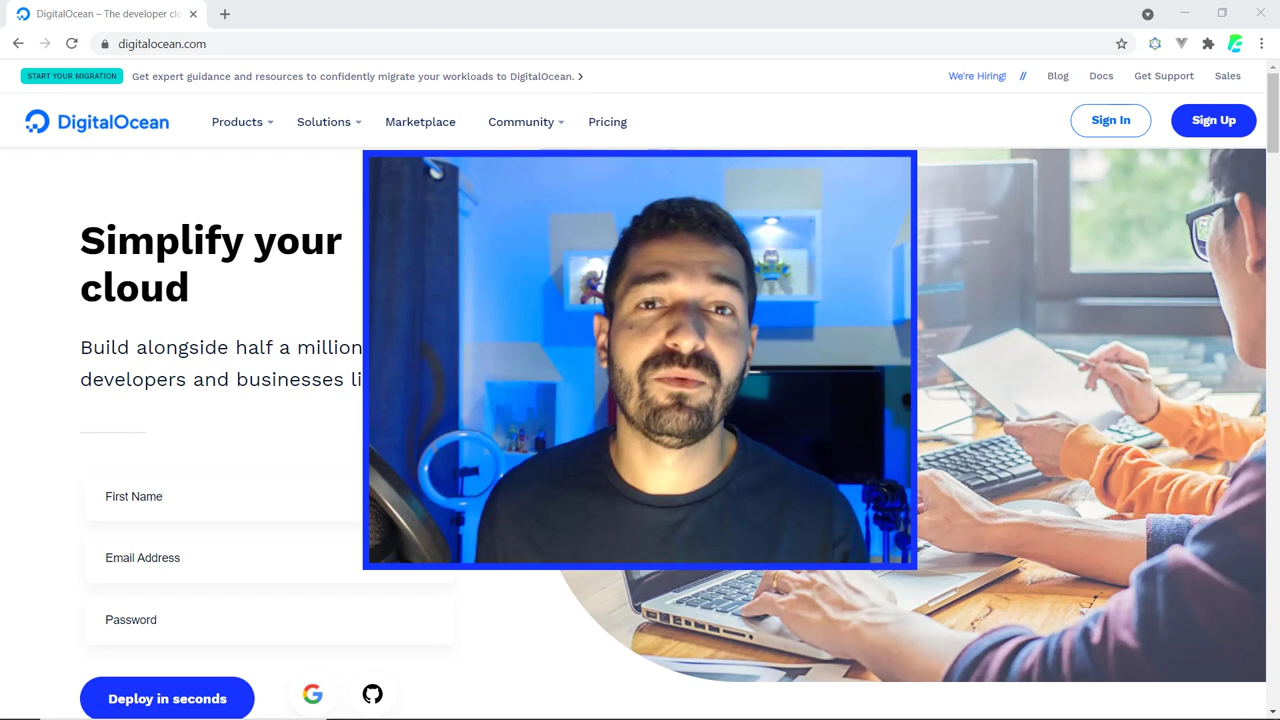 DigitalOcean – The developer clo
digitalocean.com
START YOUR MIGRATION Get expert guidance and resources to confidently migrate your workloads to DigitalOcean.
We're Hiring! // Blog Docs Get Support Sales
DigitalOcean Products Solutions Marketplace Community Pricing Sign In Sign Up
Simplify your
cloud
Build alongside half a million
developers and businesses li
First Name
Email Address
Password
Deploy in seconds